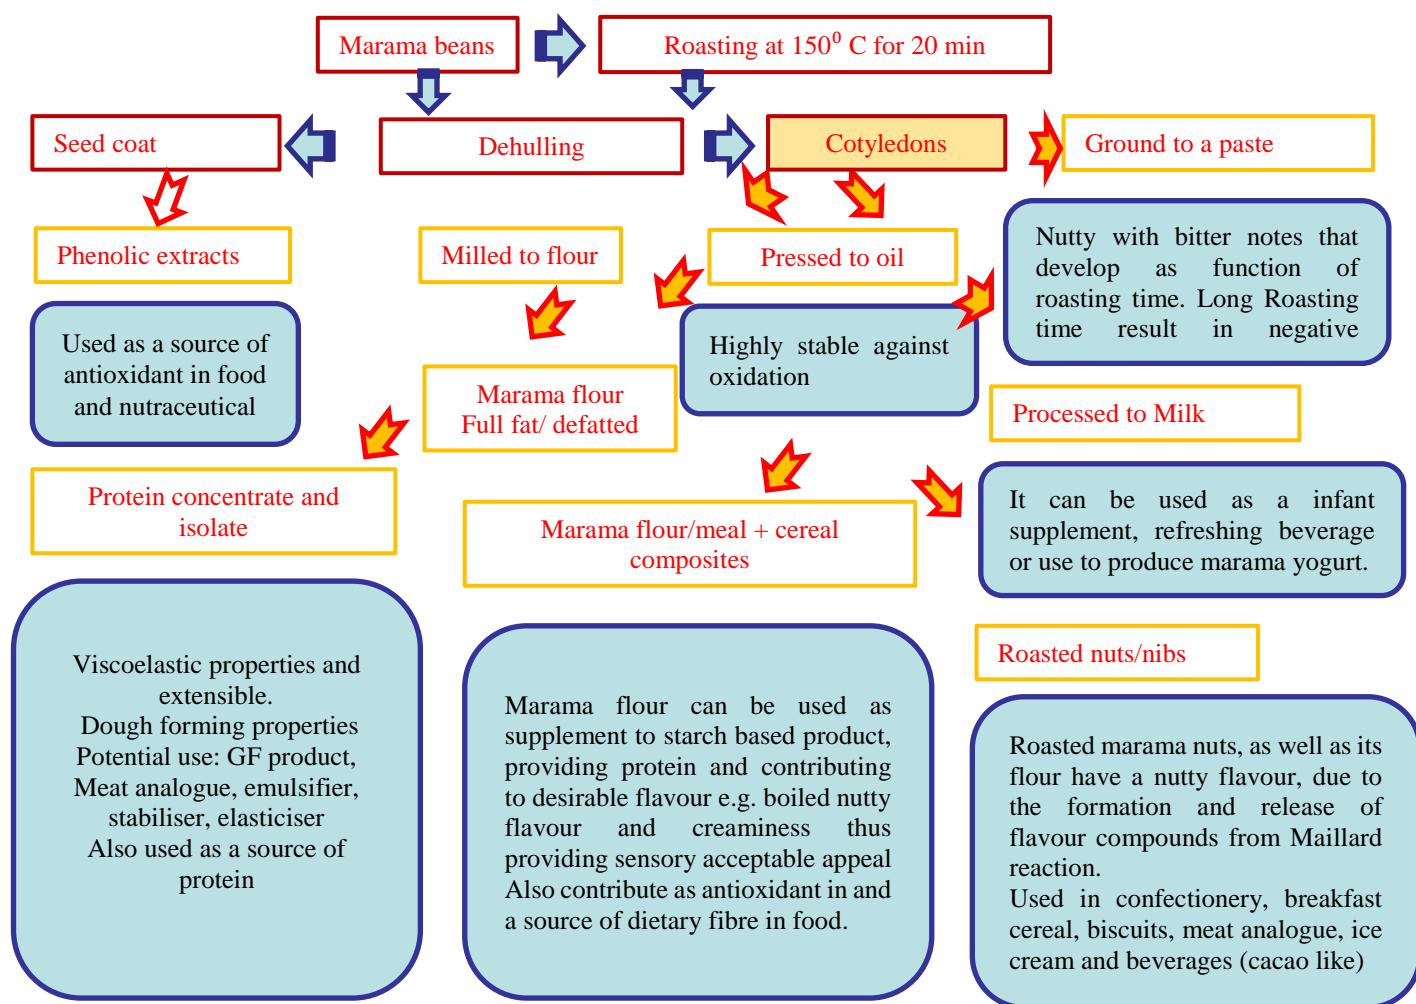 Marama beans
Roasting at 150⁰ C for 20 min
Seed coat
Dehulling
Cotyledons
Ground to a paste
Phenolic extracts
Milled to flour
Pressed to oil
Nutty with bitter notes that
develop as function of
roasting time. Long Roasting
time result in negative
Used as a source of
antioxidant in food
and nutraceutical
Highly stable against
oxidation
Marama flour
Full fat/ defatted
Processed to Milk
Protein concentrate and
isolate
Marama flour/meal + cereal
composites
It can be used as a infant
supplement, refreshing beverage
or use to produce marama yogurt.
Roasted nuts/nibs
Viscoelastic properties and
extensible.
Dough forming properties
Potential use: GF product,
Meat analogue, emulsifier,
stabiliser, elasticiser
Also used as a source of
protein
Marama flour can be used as
supplement to starch based product,
providing protein and contributing
to desirable flavour e.g. boiled nutty
flavour and creaminess thus
providing sensory acceptable appeal
Also contribute as antioxidant in and
a source of dietary fibre in food.
Roasted marama nuts, as well as its
flour have a nutty flavour, due to
the formation and release of
flavour compounds from Maillard
reaction.
Used in confectionery, breakfast
cereal, biscuits, meat analogue, ice
cream and beverages (cacao like)